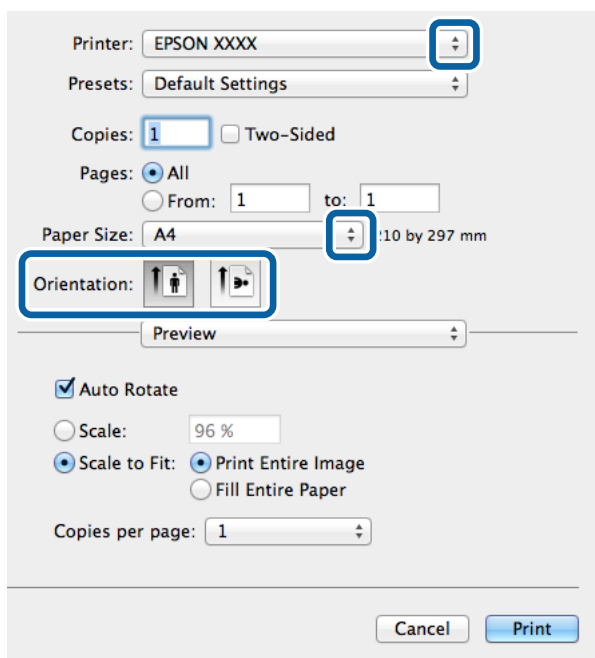 Printer: EPSON XXXX
Presets: Default Settings
Copies: 1 Two-Sided
Pages: All
From: 1 to: 1
Paper Size: A4 210 by 297 mm
Orientation:
Preview
Auto Rotate
Scale: 96 %
Scale to Fit: Print Entire Image
Fill Entire Paper
Copies per page: 1
Cancel Print